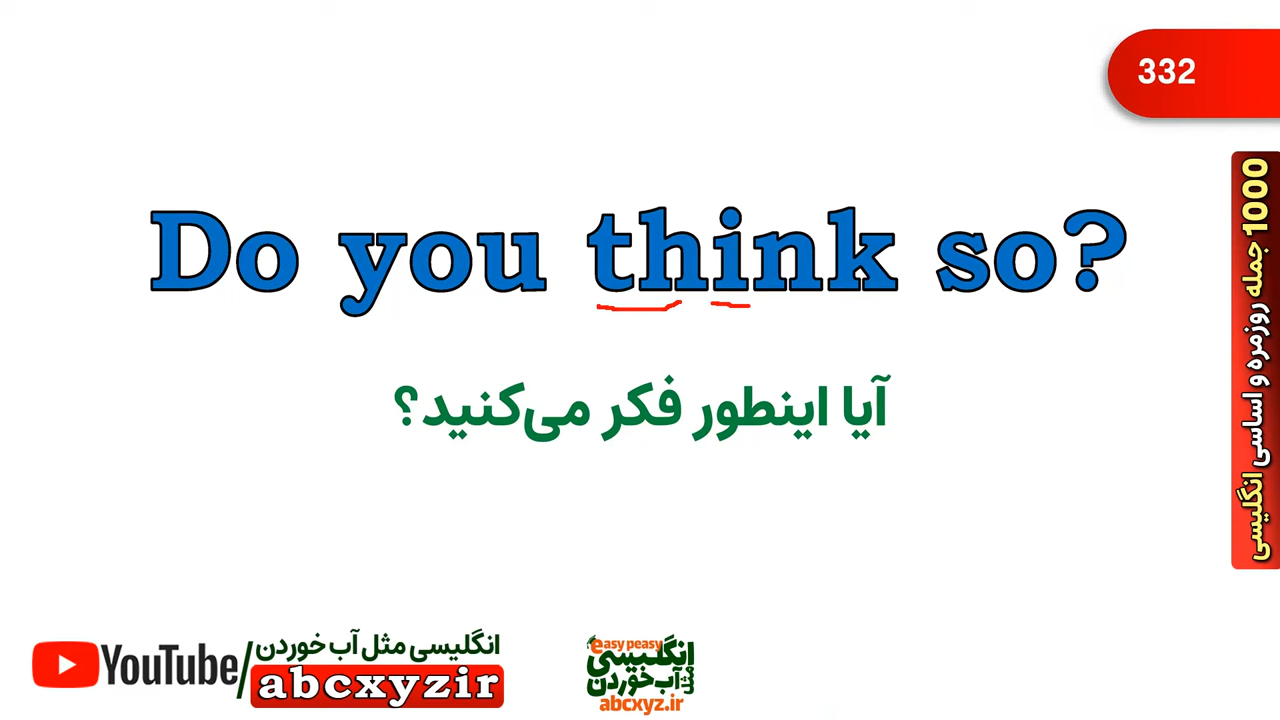 332
1000 جمله روزمره و اساسی انگلیسی
Do you think so?
آیا اینطور فکر می‌کنید؟
YouTube/
انگلیسی مثل آب خوردن
abcxyzir
easy peasy
انگلیسی
مثل آب خوردن
abcxyz.ir